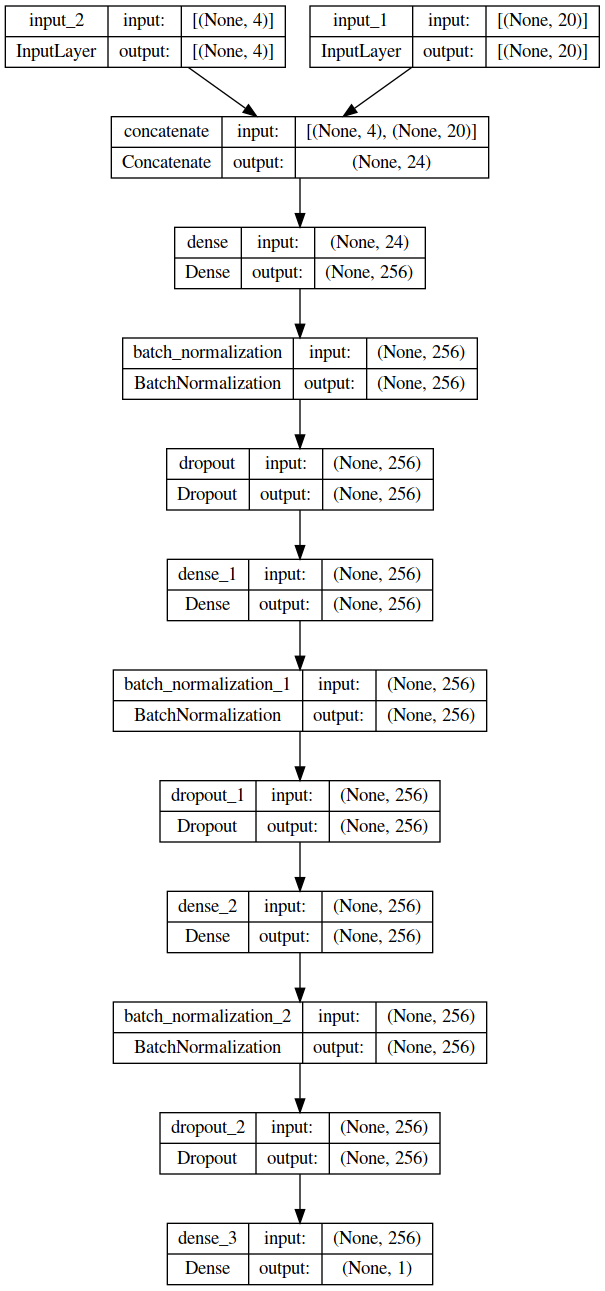 input_2 input: [(None, 4)]
InputLayer output: [(None, 4)]
input_1 input: [(None, 20)]
InputLayer output: [(None, 20)]
concatenate input: [(None, 4), (None, 20)]
Concatenate output: (None, 24)
dense input: (None, 24)
Dense output: (None, 256)
batch_normalization input: (None, 256)
BatchNormalization output: (None, 256)
dropout input: (None, 256)
Dropout output: (None, 256)
dense_1 input: (None, 256)
Dense output: (None, 256)
batch_normalization_1 input: (None, 256)
BatchNormalization output: (None, 256)
dropout_1 input: (None, 256)
Dropout output: (None, 256)
dense_2 input: (None, 256)
Dense output: (None, 256)
batch_normalization_2 input: (None, 256)
BatchNormalization output: (None, 256)
dropout_2 input: (None, 256)
Dropout output: (None, 256)
dense_3 input: (None, 256)
Dense output: (None, 1)